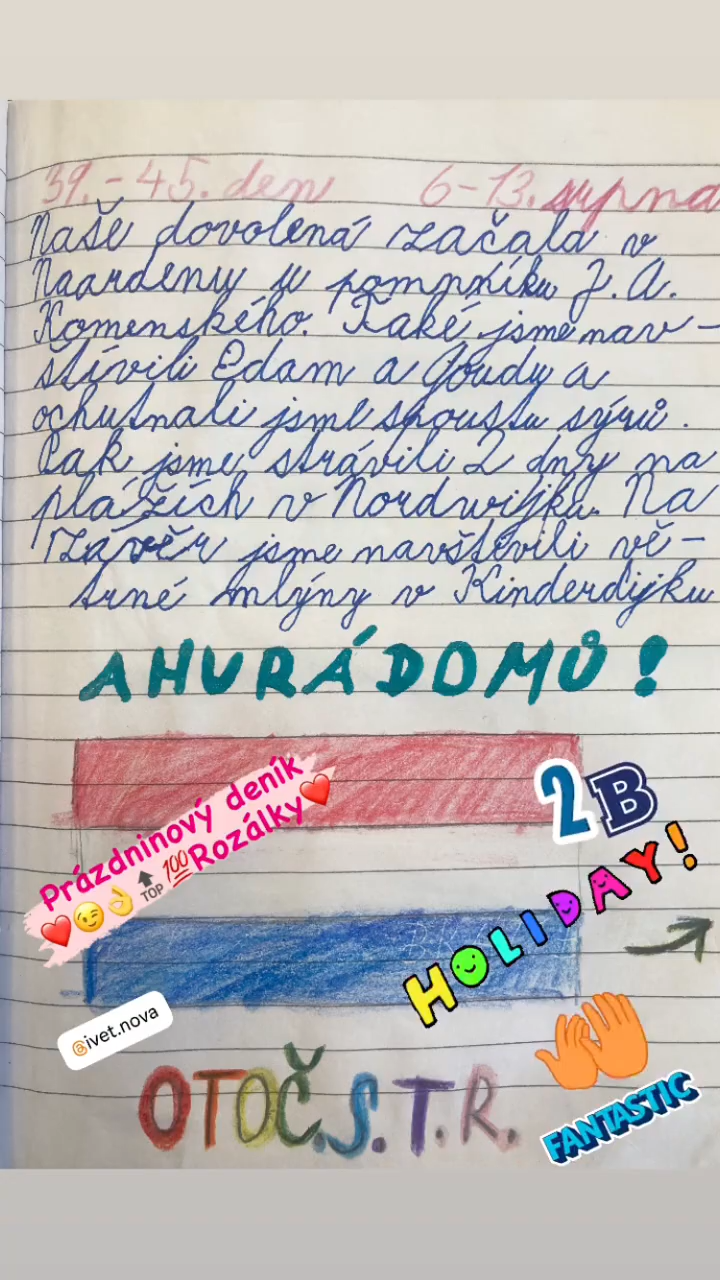 39.-45. den 6-13. srpna
Naše dovolená začala v
Naardenu u pompníku J. A.
Komenského. Také jsme nav-
štívili Edam a Goudu a
ochutnali jsme spoustu sýrů.
Pak jsme strávili 2 dny na
plážích v Nordwijku. Na
závěr jsme navštívili vě-
trné mlýny v Kinderdijku
A HURÁ DOMŮ!
Prázdninový deník
TOP 100 Rozálky
2B
HOLIDAY!
@ivet.nova
OTOČ.S.T.R.
FANTASTIC